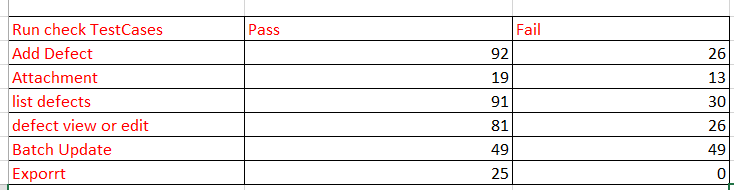 Run check TestCases Pass Fail
Add Defect 92 26
Attachment 19 13
list defects 91 30
defect view or edit 81 26
Batch Update 49 49
Exporrt 25 0